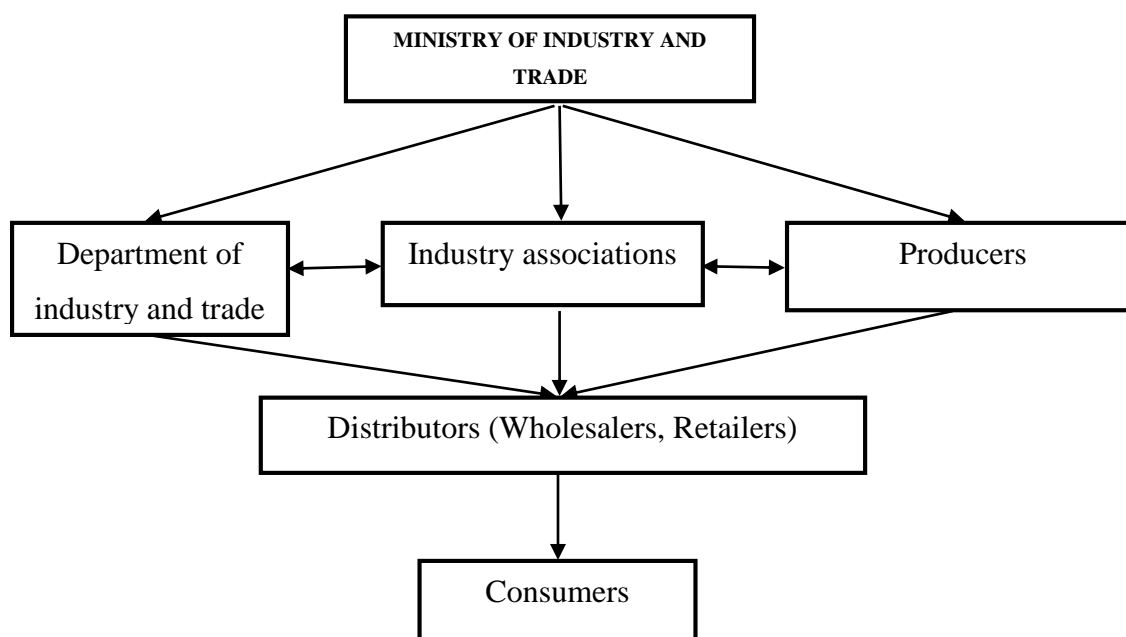 MINISTRY OF INDUSTRY AND
TRADE
Department of
industry and trade
Industry associations
Producers
Distributors (Wholesalers, Retailers)
Consumers